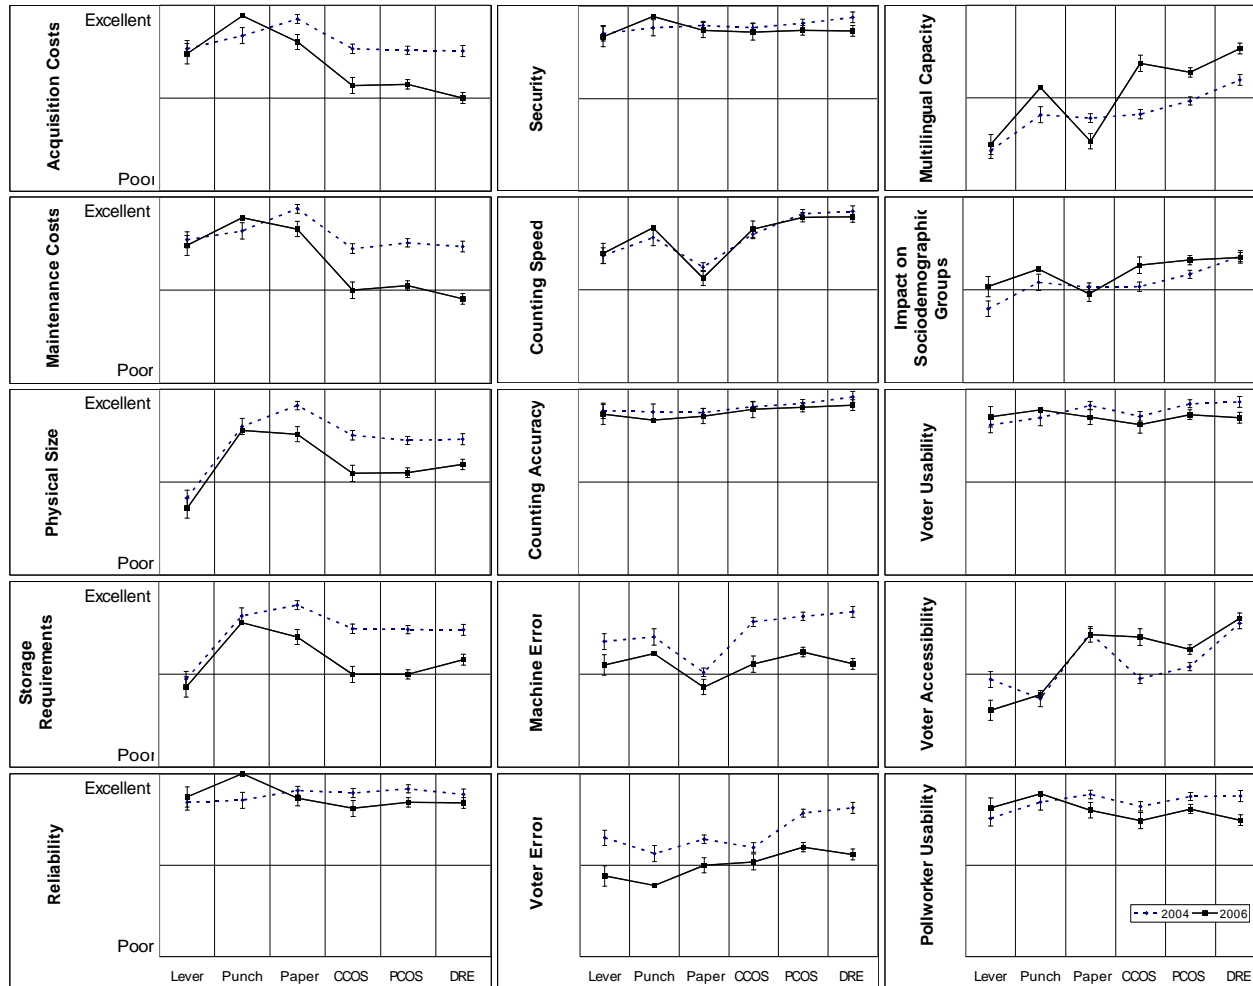 Excellent
Acquisition Costs
Poor
Security
Multilingual Capacity
Excellent
Maintenance Costs
Poor
Counting Speed
Impact on
Sociodemographic
Groups
Excellent
Physical Size
Poor
Counting Accuracy
Voter Usability
Excellent
Storage
Requirements
Poor
Machine Error
Voter Accessibility
Excellent
Reliability
Poor
Voter Error
Pollworker Usability
2004 2006
Lever Punch Paper CCOS PCOS DRE
Lever Punch Paper CCOS PCOS DRE
Lever Punch Paper CCOS PCOS DRE